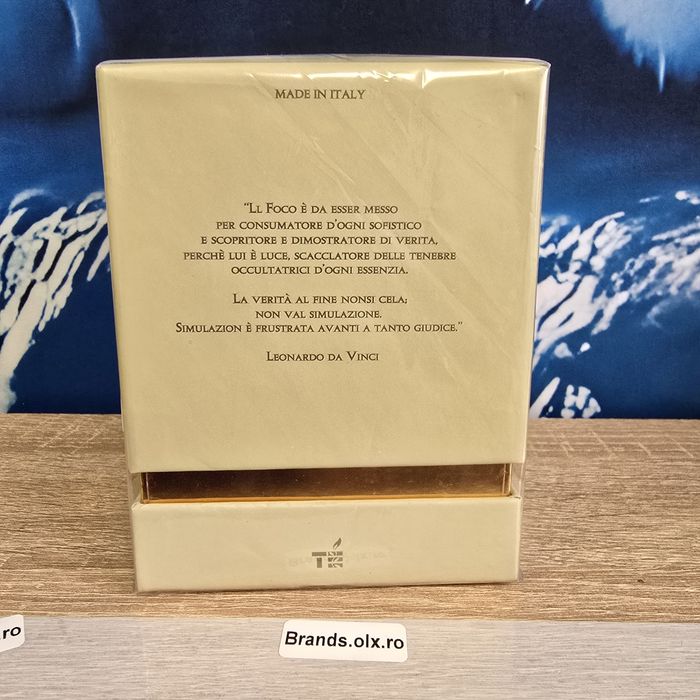 MADE IN ITALY
“Ll Foco è da esser messo
per consumatore d’ogni sofistico
e scopritore e dimostratore di verita,
perchè lui è luce, scacclatore delle tenebre
occultatrici d’ogni essenzia.
La verità al fine nonsi cela;
non val simulazione.
Simulazion è frustrata avanti a tanto giudice.”
Leonardo da Vinci
.ro
Brands.olx.ro